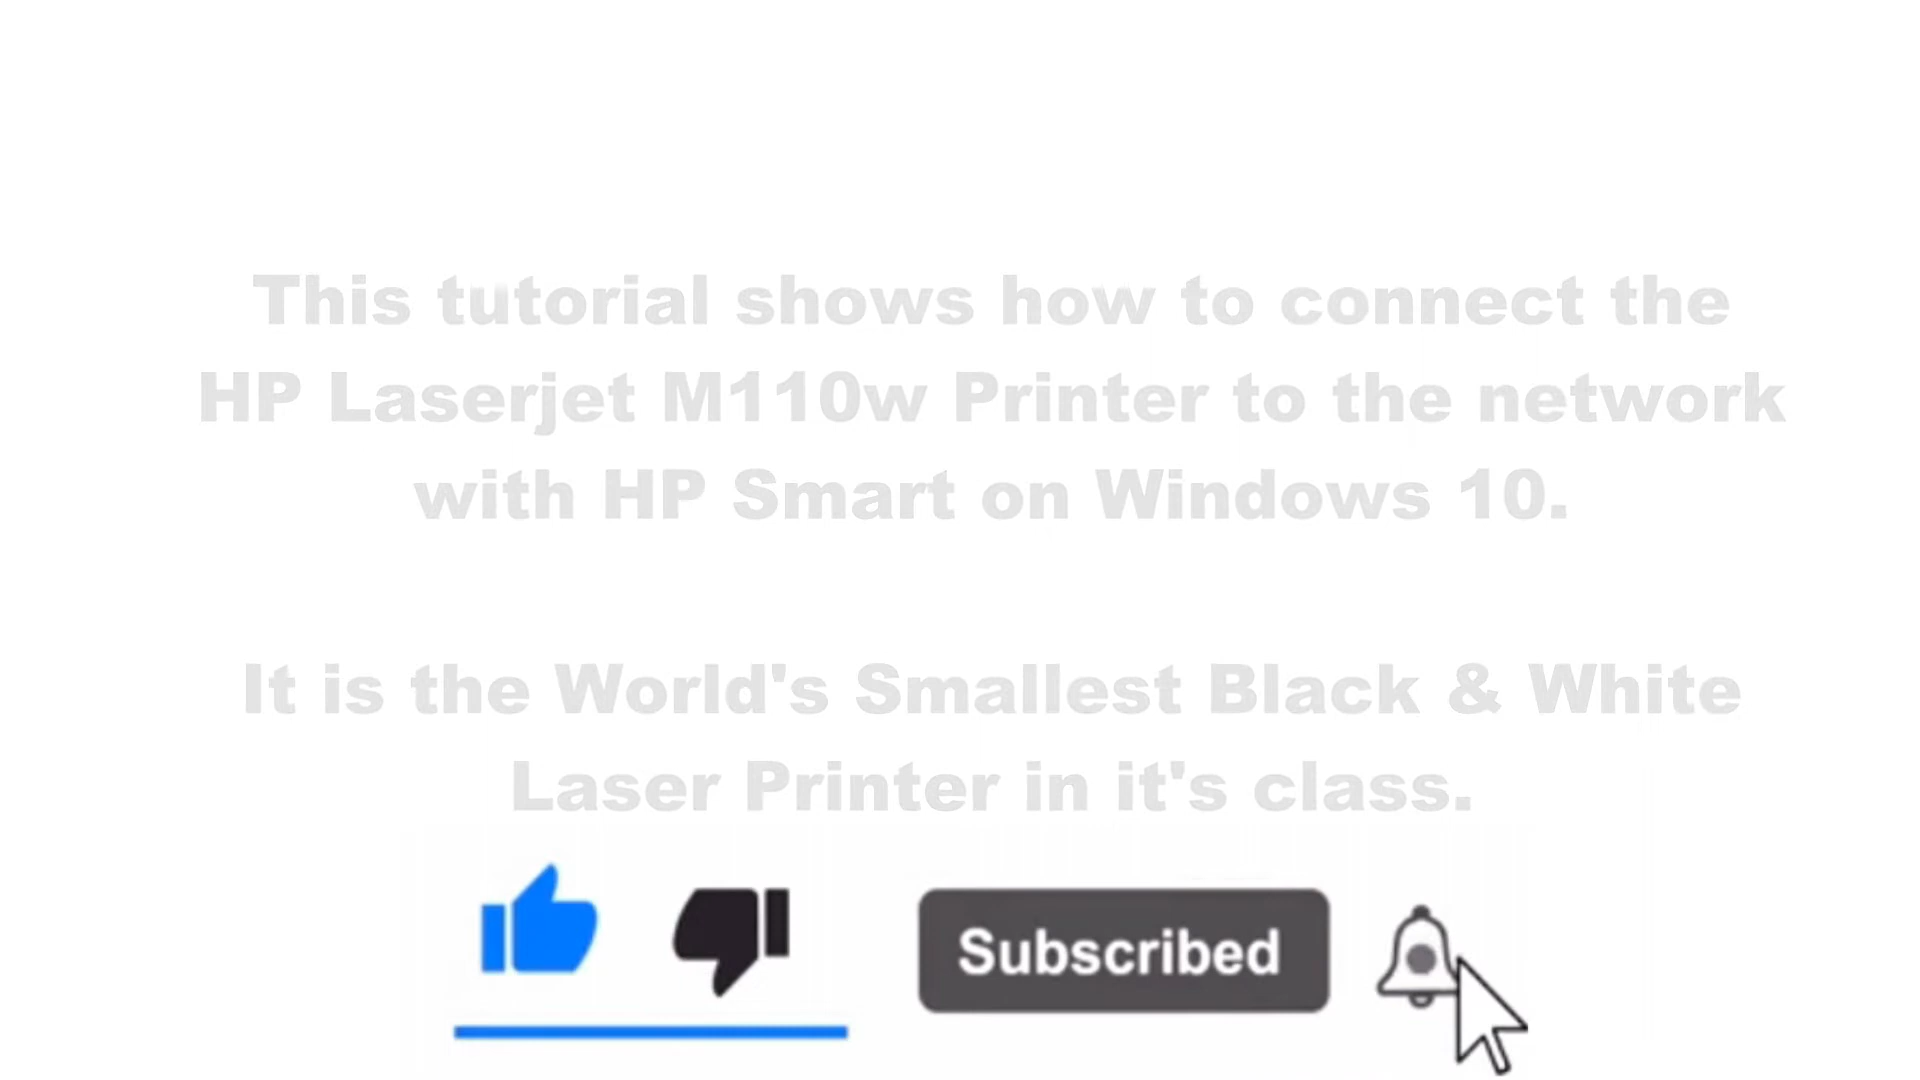 This tutorial shows how to connect the
HP Laserjet M110w Printer to the network
with HP Smart on Windows 10.
It is the World's Smallest Black & White
Laser Printer in it's class.
Subscribed